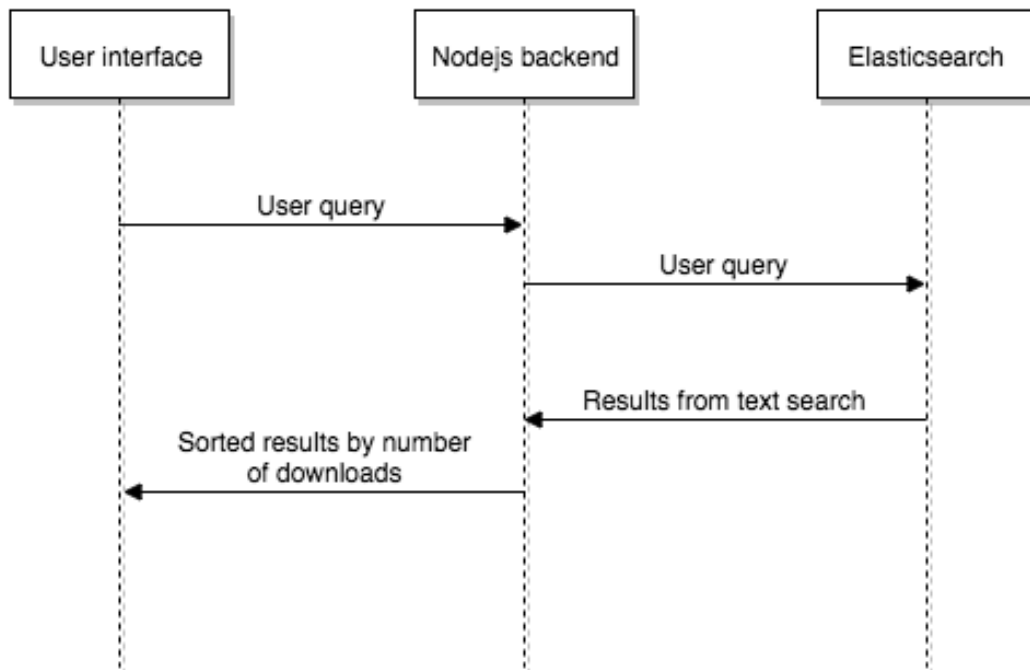 User interface
Nodejs backend
Elasticsearch
User query
User query
Results from text search
Sorted results by number
of downloads